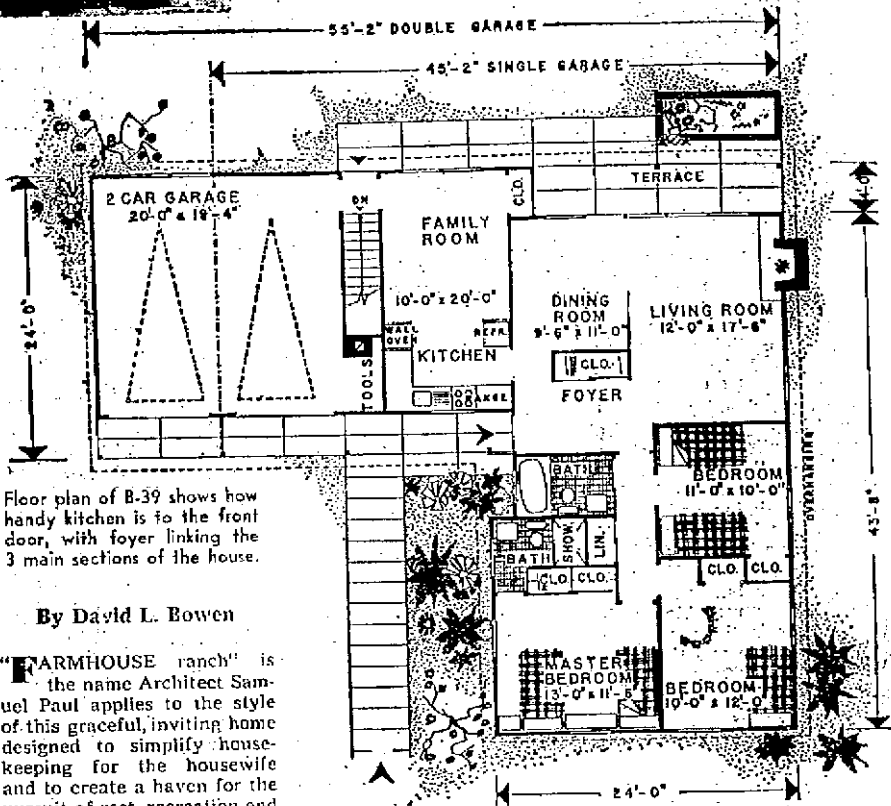 55'-2" DOUBLE GARAGE
45'-2" SINGLE GARAGE
TERRACE
2 CAR GARAGE
20'-0" x 19'-4"
DN
CLO.
FAMILY
ROOM
10'-0" x 20'-0"
WALL
OVEN
REFR.
KITCHEN
TOOLS
24'-0"
DINING
ROOM
9'-6" x 11'-0"
LIVING ROOM
12'-0" x 17'-6"
CLO.
FOYER
BATH
BEDROOM
11'-0" x 10'-0"
OVERHANG
43'-8"
BATH
SHOW.
LIN.
CLO. CLO.
CLO. CLO.
MASTER
BEDROOM
13'-0" x 11'-6"
BEDROOM
10'-0" x 12'-0"
24'-0"
Floor plan of B-39 shows how
handy kitchen is to the front
door, with foyer linking the
3 main sections of the house.
By David L. Bowen
"FARMHOUSE ranch" is
the name Architect Sam-
uel Paul applies to the style
of this graceful, inviting home
designed to simplify house-
keeping for the housewife
and to create a haven for the